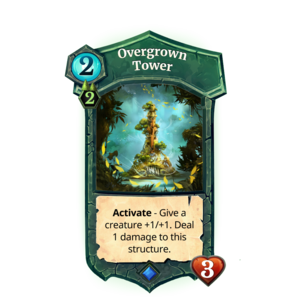 Overgrown
Tower
2
2
Activate - Give a
creature +1/+1. Deal
1 damage to this
structure.
3